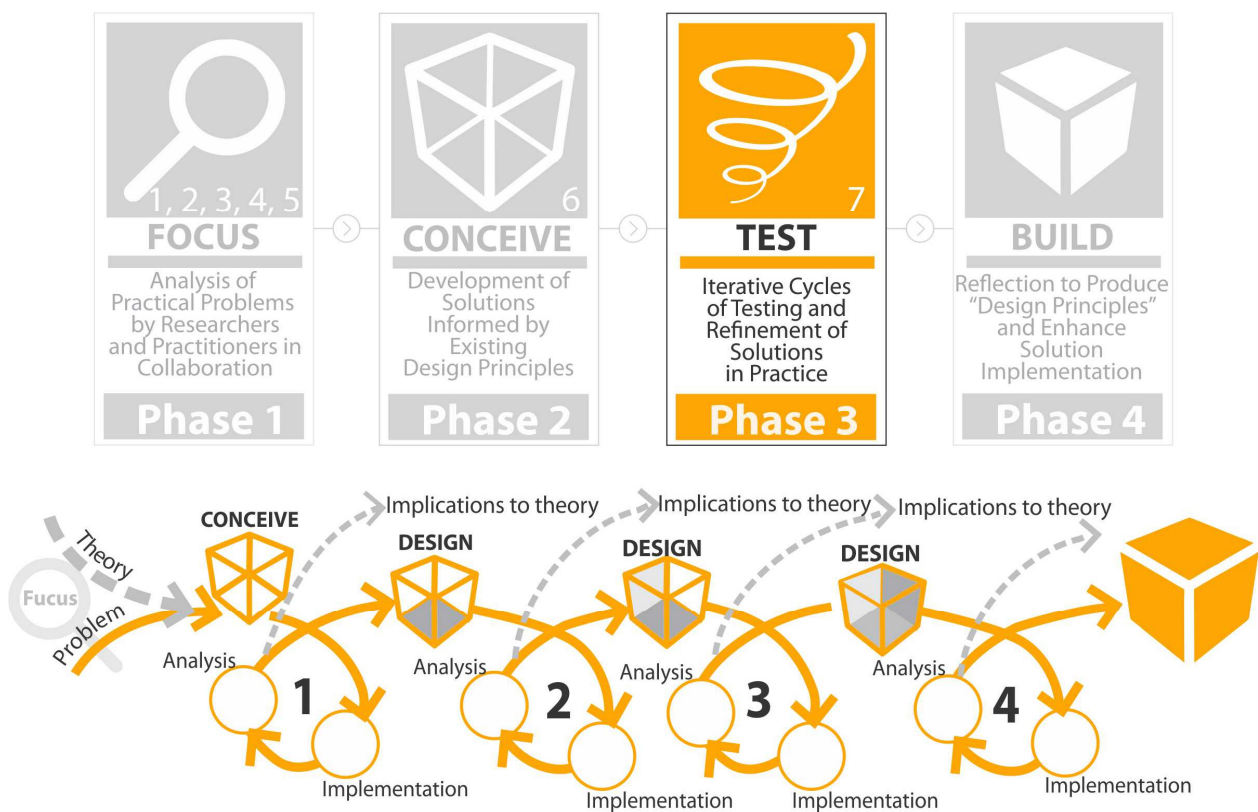 1, 2, 3, 4, 5
FOCUS
Analysis of
Practical Problems
by Researchers
and Practitioners in
Collaboration
Phase 1
6
CONCEIVE
Development of
Solutions
Informed by
Existing
Design Principles
Phase 2
7
TEST
Iterative Cycles
of Testing and
Refinement of
Solutions
in Practice
Phase 3
BUILD
Reflection to Produce
“Design Principles”
and Enhance
Solution
Implementation
Phase 4
Focus
Theory
Problem
CONCEIVE
Analysis
1
Implementation
Implications to theory
DESIGN
Analysis
2
Implementation
Implications to theory
DESIGN
Analysis
3
Implementation
Implications to theory
DESIGN
Analysis
4
Implementation